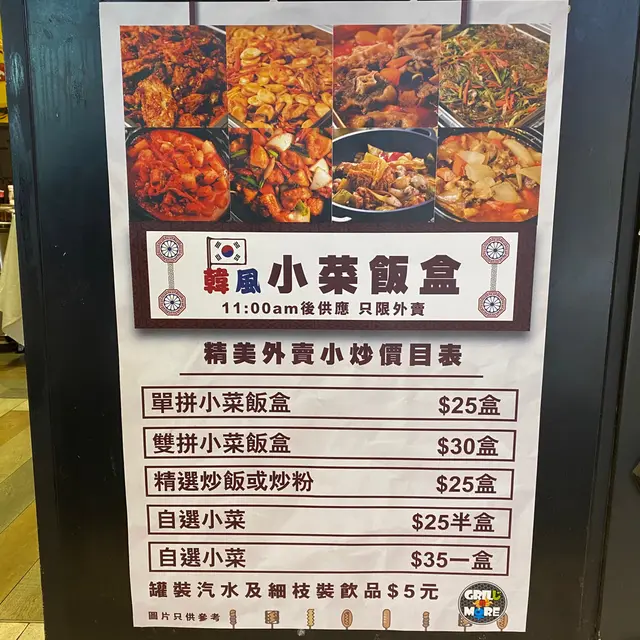 韓風小菜飯盒
11:00am後供應 只限外賣
精美外賣小炒價目表
單拼小菜飯盒 $25盒
雙拼小菜飯盒 $30盒
精選炒飯或炒粉 $25盒
自選小菜 $25半盒
自選小菜 $35一盒
罐裝汽水及細枝裝飲品$5元
圖片只供參考
GRILL
MORE